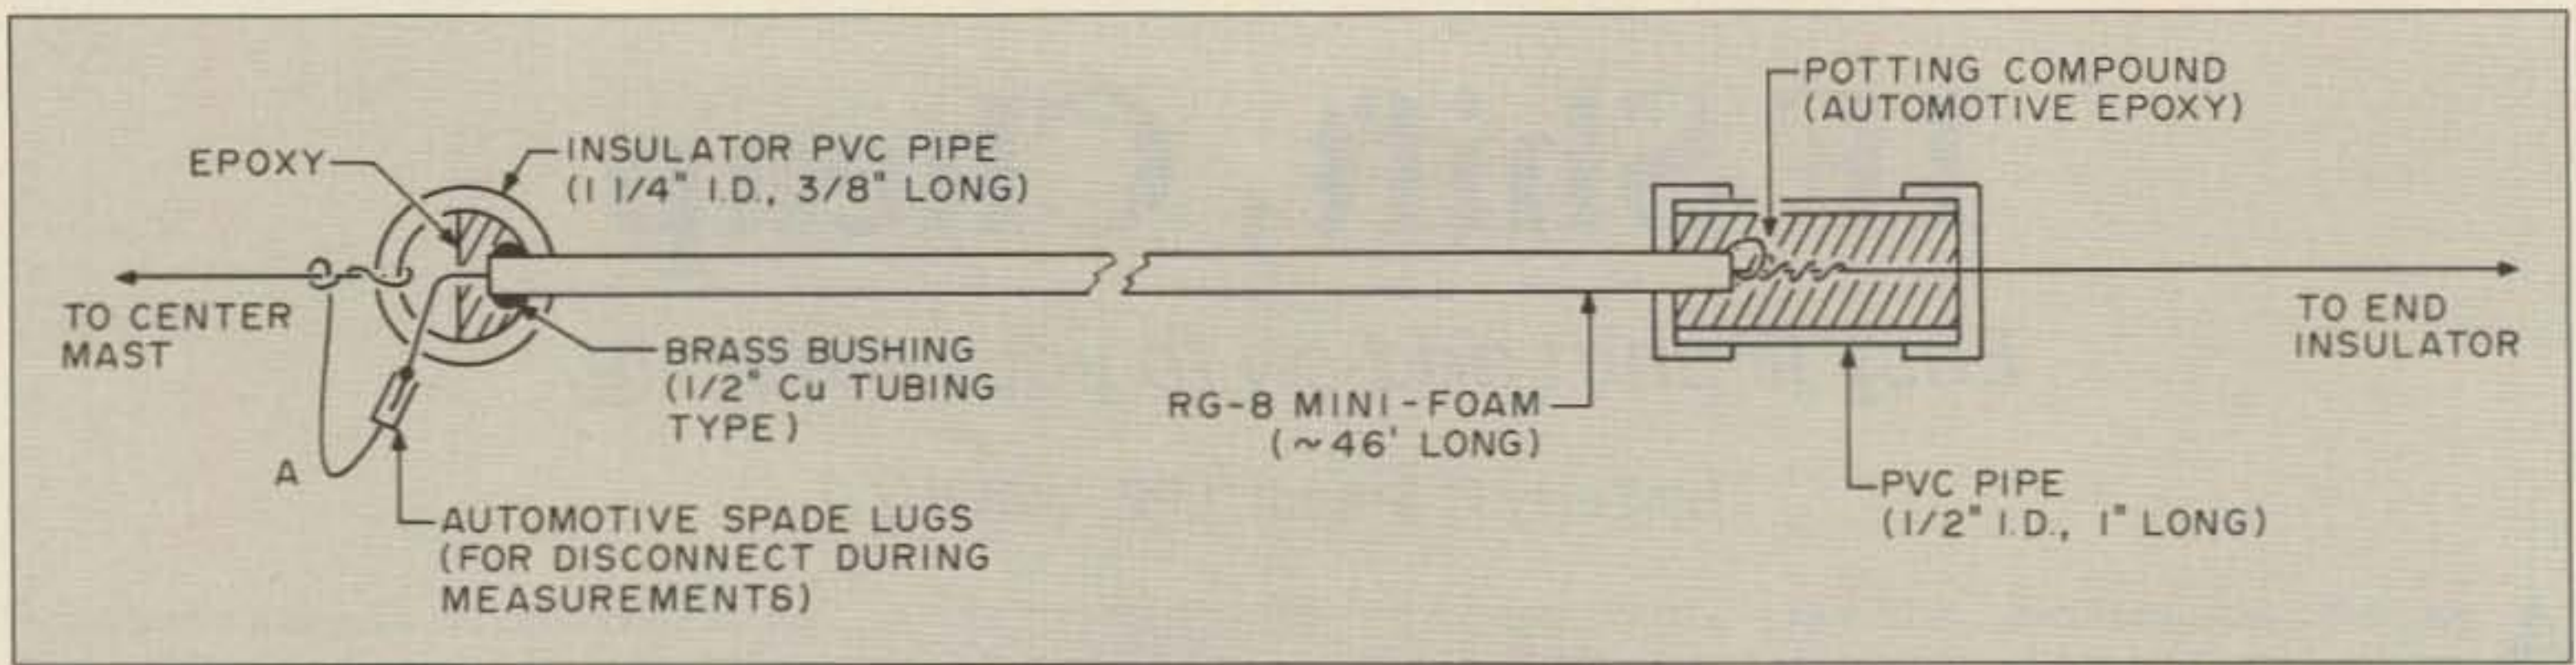 POTTING COMPOUND
(AUTOMOTIVE EPOXY)
EPOXY
INSULATOR PVC PIPE
(1 1/4" I.D., 3/8" LONG)
TO CENTER
MAST
BRASS BUSHING
(1/2" Cu TUBING
TYPE)
A
AUTOMOTIVE SPADE LUGS
(FOR DISCONNECT DURING
MEASUREMENTS)
RG-8 MINI-FOAM
(~46' LONG)
TO END
INSULATOR
PVC PIPE
(1/2" I.D., 1" LONG)